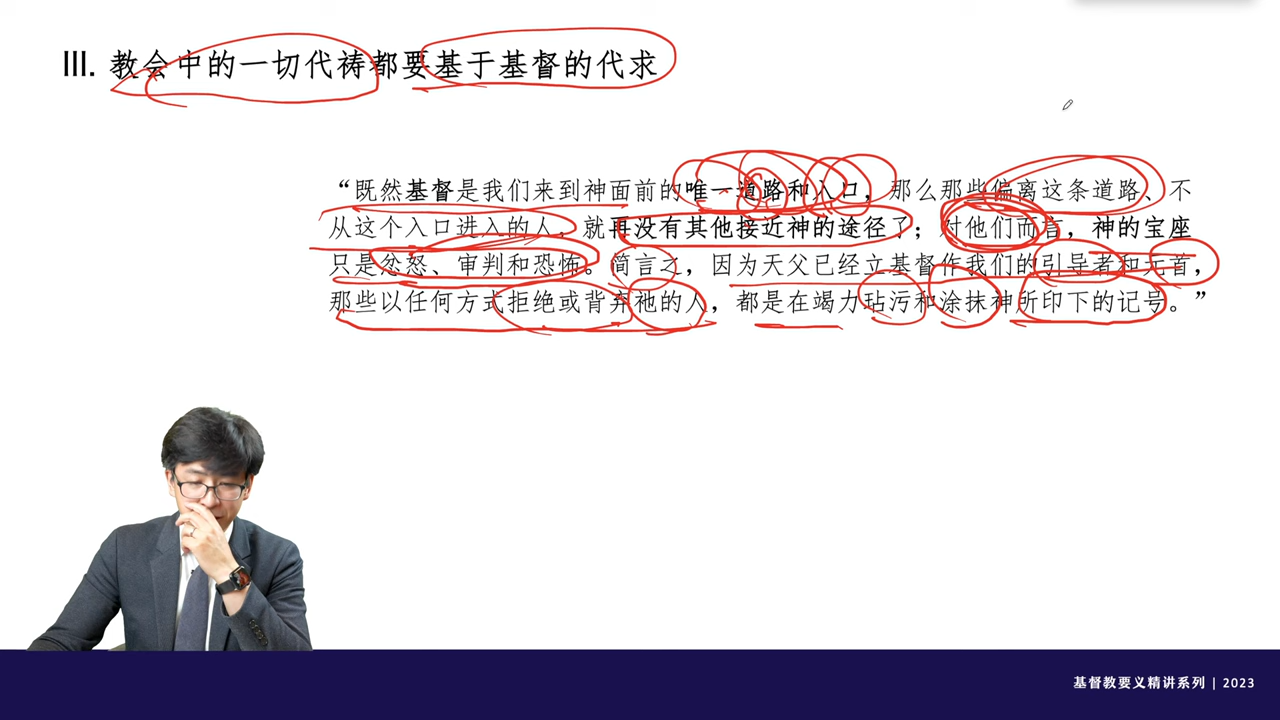 III. 教会中的一切代祷都要基于基督的代求
“既然基督是我们来到神面前的唯一道路和入口，那么那些偏离这条道路、不
从这个入口进入的人，就再没有其他接近神的途径了；对他们而言，神的宝座
只是忿怒、审判和恐怖。简言之，因为天父已经立基督作我们的引导者和元首，
那些以任何方式拒绝或背弃祂的人，都是在竭力玷污和涂抹神所印下的记号。”
基督教要义精讲系列 | 2023